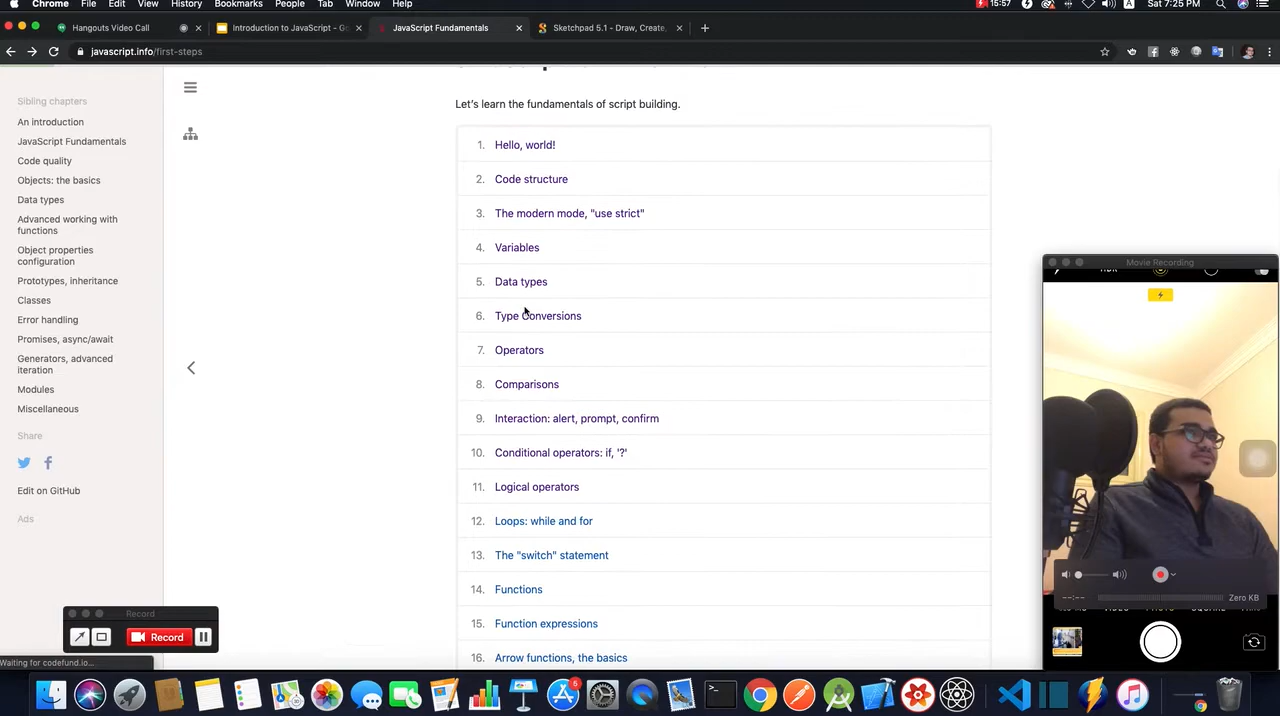 Chrome File Edit View History Bookmarks People Tab Window Help 15:57 A Sat 7:25 PM
Hangouts Video Call
Introduction to JavaScript - G
JavaScript Fundamentals
Sketchpad 5.1 - Draw, Create,
javascript.info/first-steps
Sibling chapters
An introduction
JavaScript Fundamentals
Code quality
Objects: the basics
Data types
Advanced working with
functions
Object properties
configuration
Prototypes, inheritance
Classes
Error handling
Promises, async/await
Generators, advanced
iteration
Modules
Miscellaneous
Share
Edit on GitHub
Ads
Let's learn the fundamentals of script building.
1. Hello, world!
2. Code structure
3. The modern mode, "use strict"
4. Variables
5. Data types
6. Type Conversions
7. Operators
8. Comparisons
9. Interaction: alert, prompt, confirm
10. Conditional operators: if, '?'
11. Logical operators
12. Loops: while and for
13. The "switch" statement
14. Functions
15. Function expressions
16. Arrow functions, the basics
Movie Recording
HDR
--:--
Zero KB
Record
Record
Waiting for codefund.io...
5